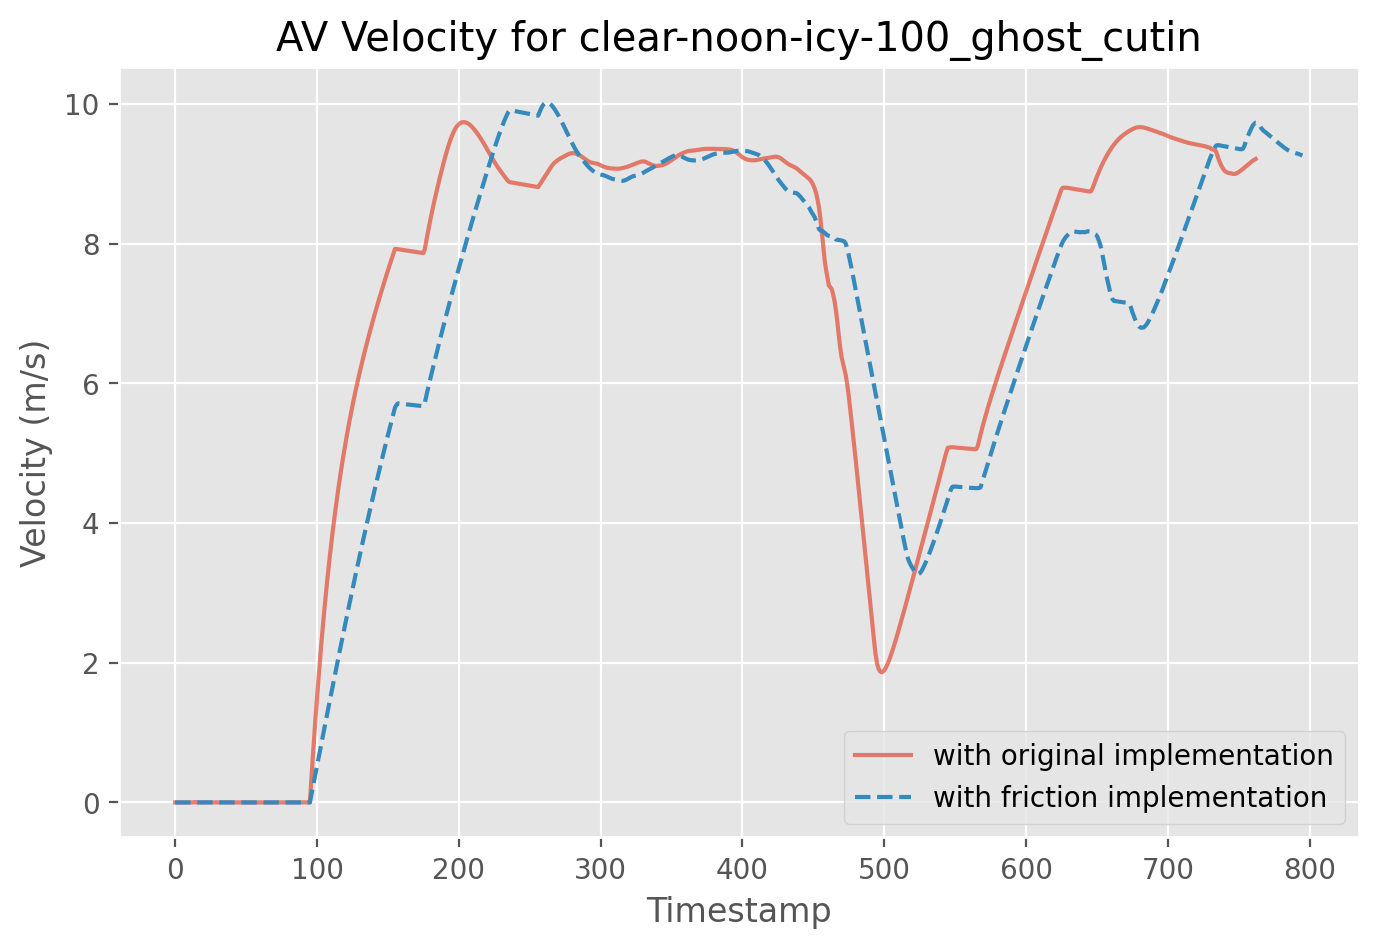 AV Velocity for clear-noon-icy-100_ghost_cutin
Velocity (m/s)
10
8
6
4
2
0
with original implementation
with friction implementation
0 100 200 300 400 500 600 700 800
Timestamp